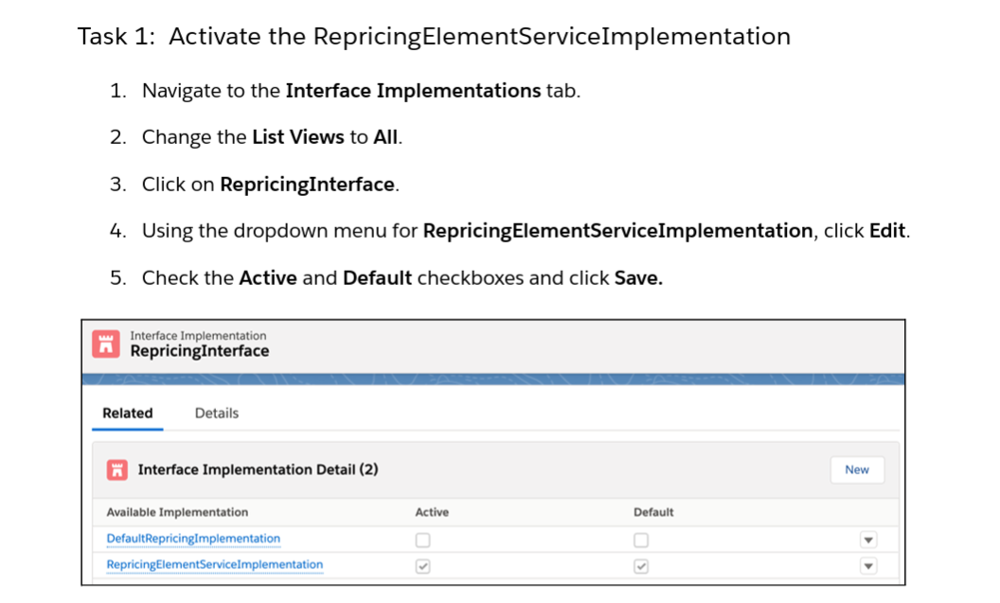 Task 1: Activate the RepricingElementServiceImplementation
1. Navigate to the Interface Implementations tab.
2. Change the List Views to All.
3. Click on RepricingInterface.
4. Using the dropdown menu for RepricingElementServiceImplementation, click Edit.
5. Check the Active and Default checkboxes and click Save.
Interface Implementation
RepricingInterface
Related Details
Interface Implementation Detail (2) New
Available Implementation Active Default
DefaultRepricingImplementation
RepricingElementServiceImplementation